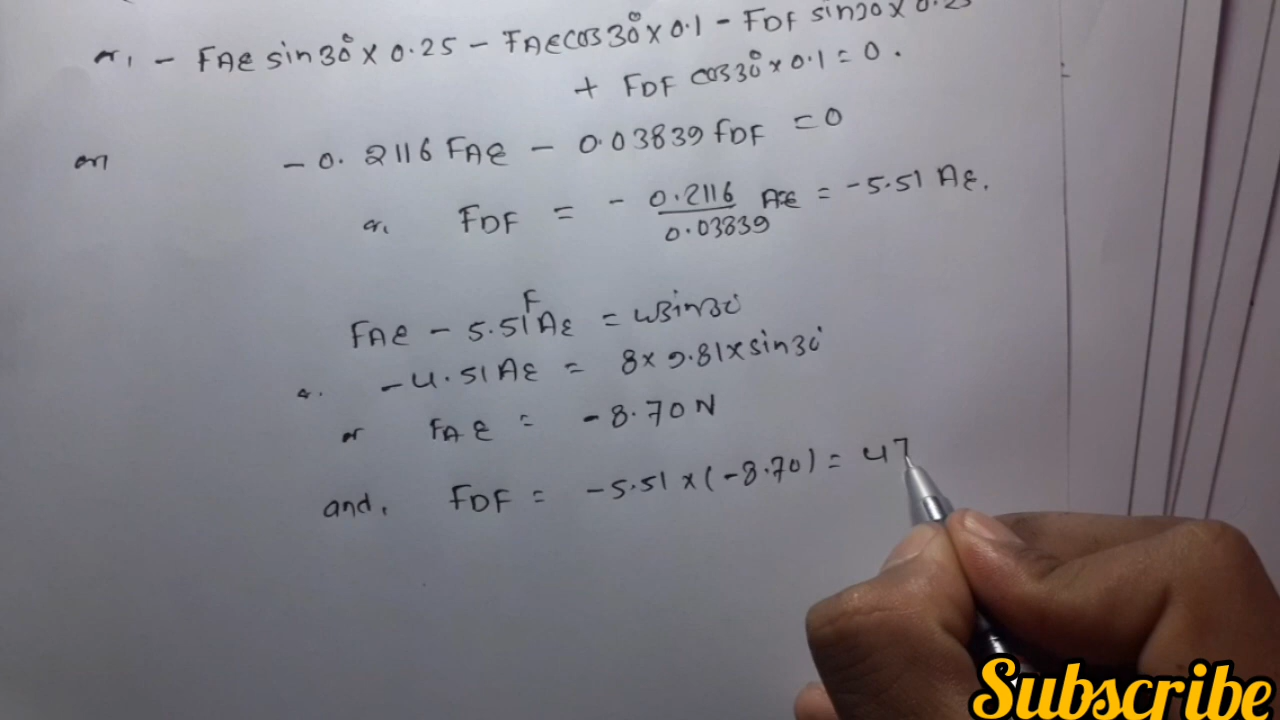 or, - FAE sin30° × 0.25 - FAE cos30° × 0.1 - FDF sin30 × 0.25
+ FDF cos30° × 0.1 = 0.
or - 0.2116 FAE - 0.03839 FDF = 0
or, FDF = - 0.2116/0.03839 AE = -5.51 AE.
FAE - 5.51 FAE = w sin30°
or. -4.51 AE = 8 × 9.81 × sin30°
or FAE = -8.70 N
and, FDF = -5.51 × (-8.70) = 47
Subscribe